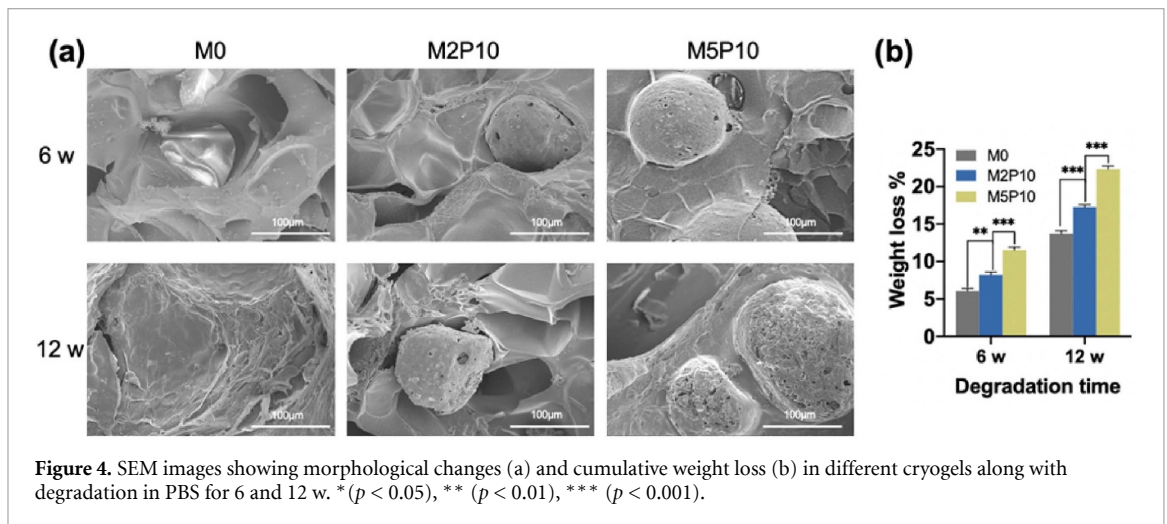 (a)
M0
M2P10
M5P10
6 w
100μm
100μm
100μm
12 w
100μm
100μm
100μm
(b)
Weight loss %
25
20
15
10
5
0
M0
M2P10
M5P10
**
***
***
***
6 w
12 w
Degradation time
Figure 4. SEM images showing morphological changes (a) and cumulative weight loss (b) in different cryogels along with
degradation in PBS for 6 and 12 w. *(p < 0.05), ** (p < 0.01), *** (p < 0.001).